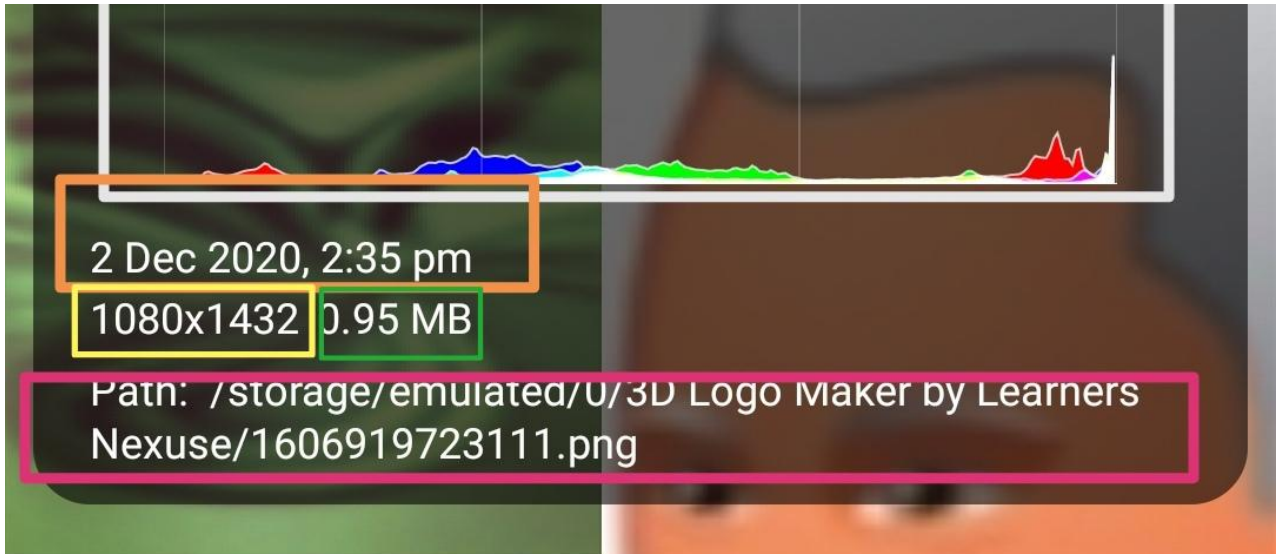 2 Dec 2020, 2:35 pm
1080x1432 0.95 MB
Path: /storage/emulated/0/3D Logo Maker by Learners
Nexuse/1606919723111.png